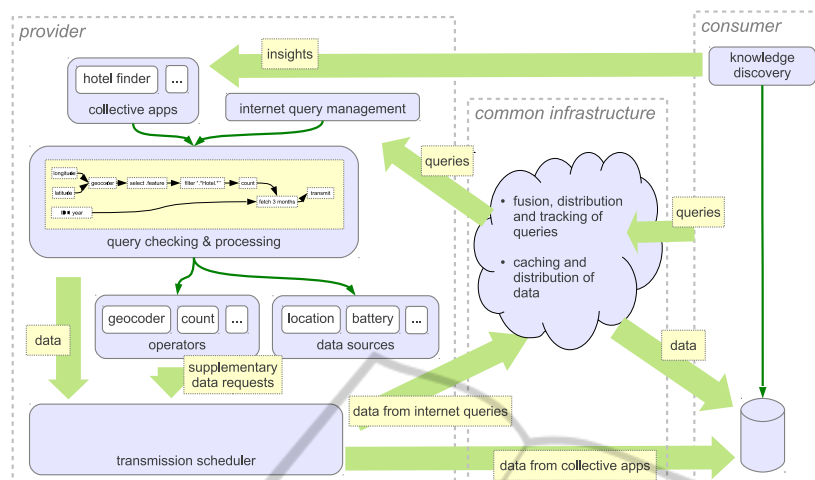 provider
consumer
insights
knowledge
discovery
hotel finder
...
collective apps
internet query management
common infrastructure
queries
longitude
latitude
geocoder
select .feature
filter ".*Hotel.*"
count
transmit
fetch 3 months
year
query checking & processing
• fusion, distribution
and tracking of
queries
• caching and
distribution of
data
queries
geocoder
count
...
operators
location
battery
...
data sources
data
data
supplementary
data requests
data from internet queries
transmission scheduler
data from collective apps